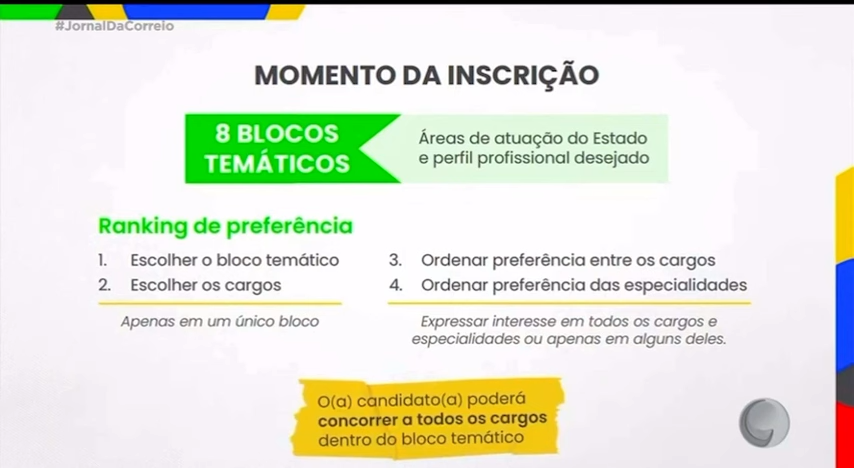 #JornalDaCorreio
MOMENTO DA INSCRIÇÃO
8 BLOCOS
TEMÁTICOS
Áreas de atuação do Estado
e perfil profissional desejado
Ranking de preferência
1. Escolher o bloco temático
2. Escolher os cargos
Apenas em um único bloco
3. Ordenar preferência entre os cargos
4. Ordenar preferência das especialidades
Expressar interesse em todos os cargos e
especialidades ou apenas em alguns deles.
O(a) candidato(a) poderá
concorrer a todos os cargos
dentro do bloco temático